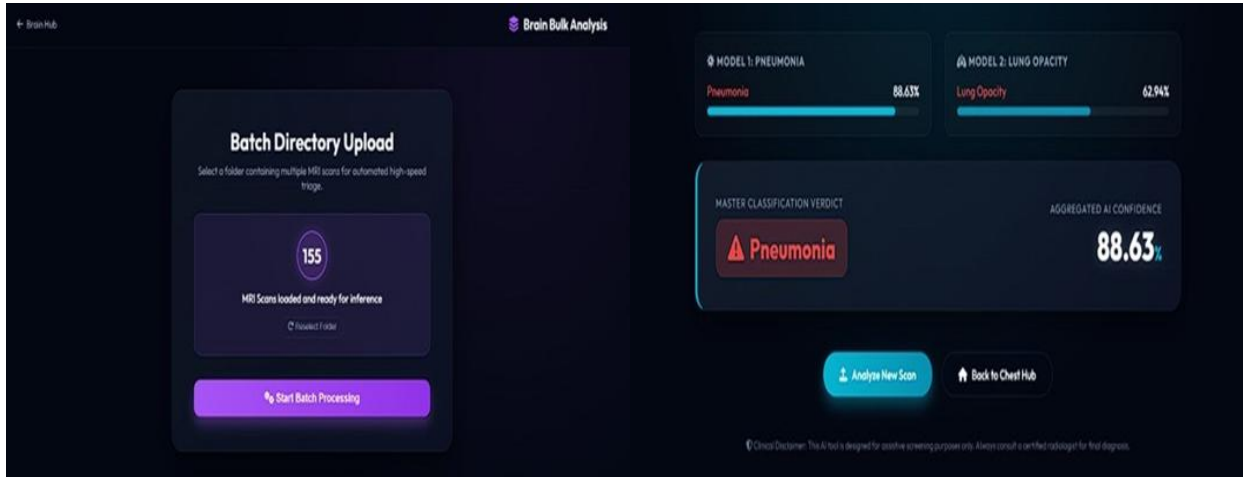 Brain Hub
Brain Bulk Analysis
Batch Directory Upload
Select a folder containing multiple MRI scans for automated high-speed
triage.
155
MRI Scans loaded and ready for inference
Reselect Folder
Start Batch Processing
MODEL 1: PNEUMONIA
Pneumonia 88.63%
MODEL 2: LUNG OPACITY
Lung Opacity 62.94%
MASTER CLASSIFICATION VERDICT
Pneumonia
AGGREGATED AI CONFIDENCE
88.63%
Analyze New Scan
Back to Chest Hub
Clinical Disclaimer: This AI tool is designed for assistive screening purposes only. Always consult a certified radiologist for final diagnosis.